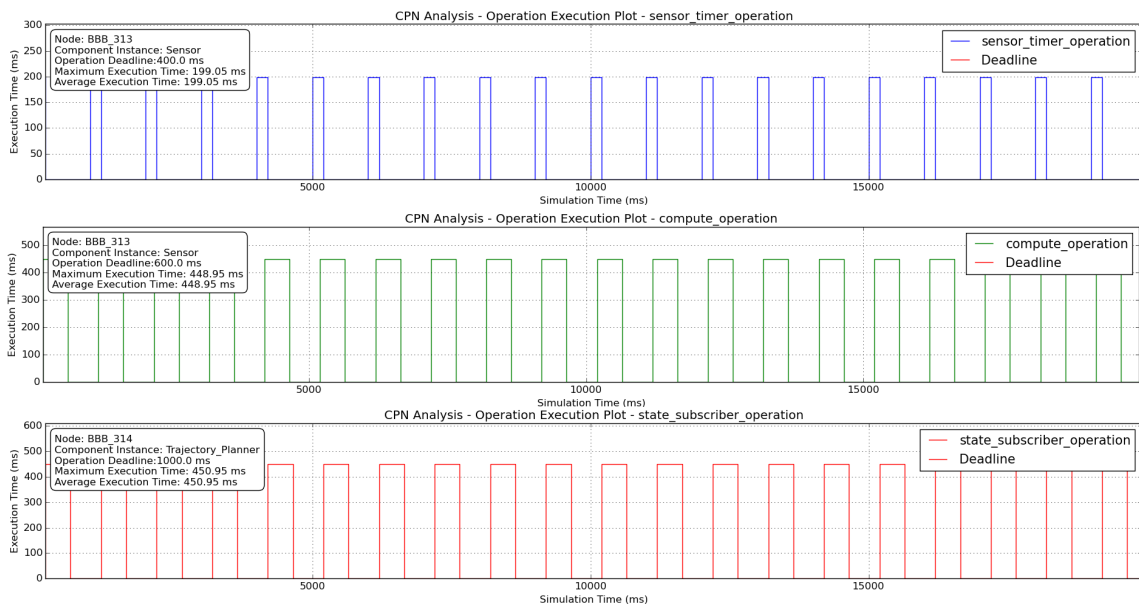 CPN Analysis - Operation Execution Plot - sensor_timer_operation
Execution Time (ms)
300
250
200
150
100
50
0
Node: BBB_313
Component Instance: Sensor
Operation Deadline:400.0 ms
Maximum Execution Time: 199.05 ms
Average Execution Time: 199.05 ms
sensor_timer_operation
Deadline
5000
10000
15000
Simulation Time (ms)
CPN Analysis - Operation Execution Plot - compute_operation
Execution Time (ms)
500
400
300
200
100
0
Node: BBB_313
Component Instance: Sensor
Operation Deadline:600.0 ms
Maximum Execution Time: 448.95 ms
Average Execution Time: 448.95 ms
compute_operation
Deadline
5000
10000
15000
Simulation Time (ms)
CPN Analysis - Operation Execution Plot - state_subscriber_operation
Execution Time (ms)
600
500
400
300
200
100
0
Node: BBB_314
Component Instance: Trajectory_Planner
Operation Deadline:1000.0 ms
Maximum Execution Time: 450.95 ms
Average Execution Time: 450.95 ms
state_subscriber_operation
Deadline
5000
10000
15000
Simulation Time (ms)